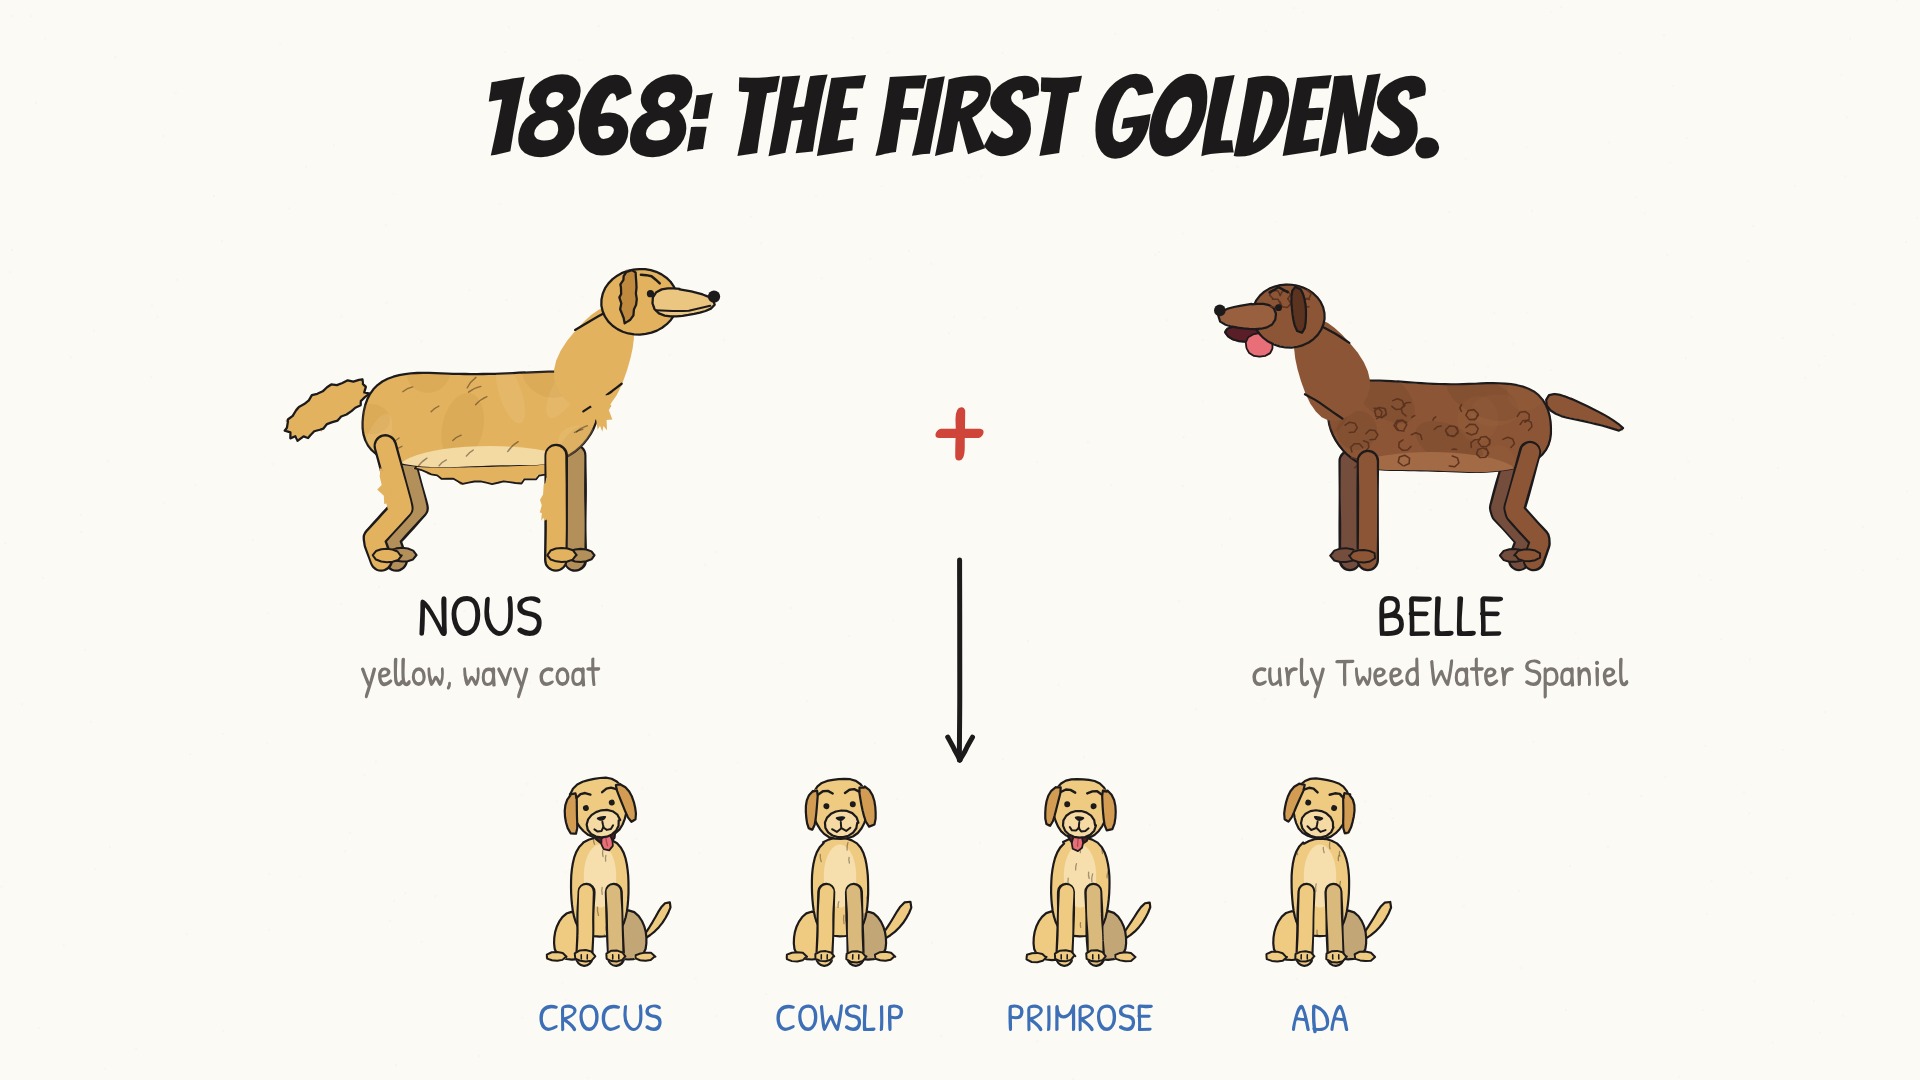 1868: THE FIRST GOLDENS.
NOUS
yellow, wavy coat
BELLE
curly Tweed Water Spaniel
CROCUS
COWSLIP
PRIMROSE
ADA